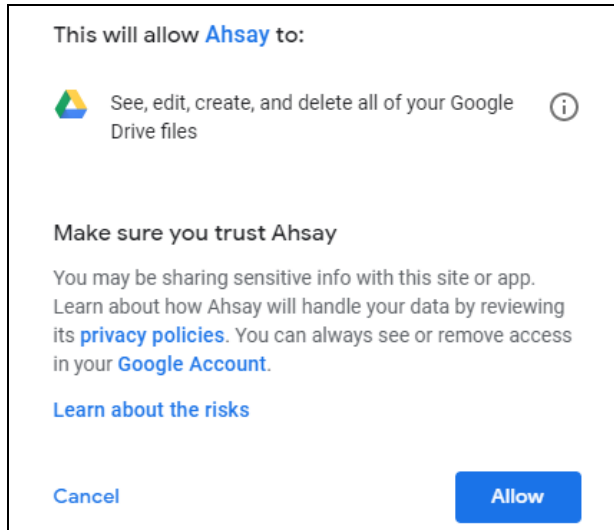 This will allow Ahsay to:
See, edit, create, and delete all of your Google
Drive files
Make sure you trust Ahsay
You may be sharing sensitive info with this site or app.
Learn about how Ahsay will handle your data by reviewing
its privacy policies. You can always see or remove access
in your Google Account.
Learn about the risks
Cancel
Allow